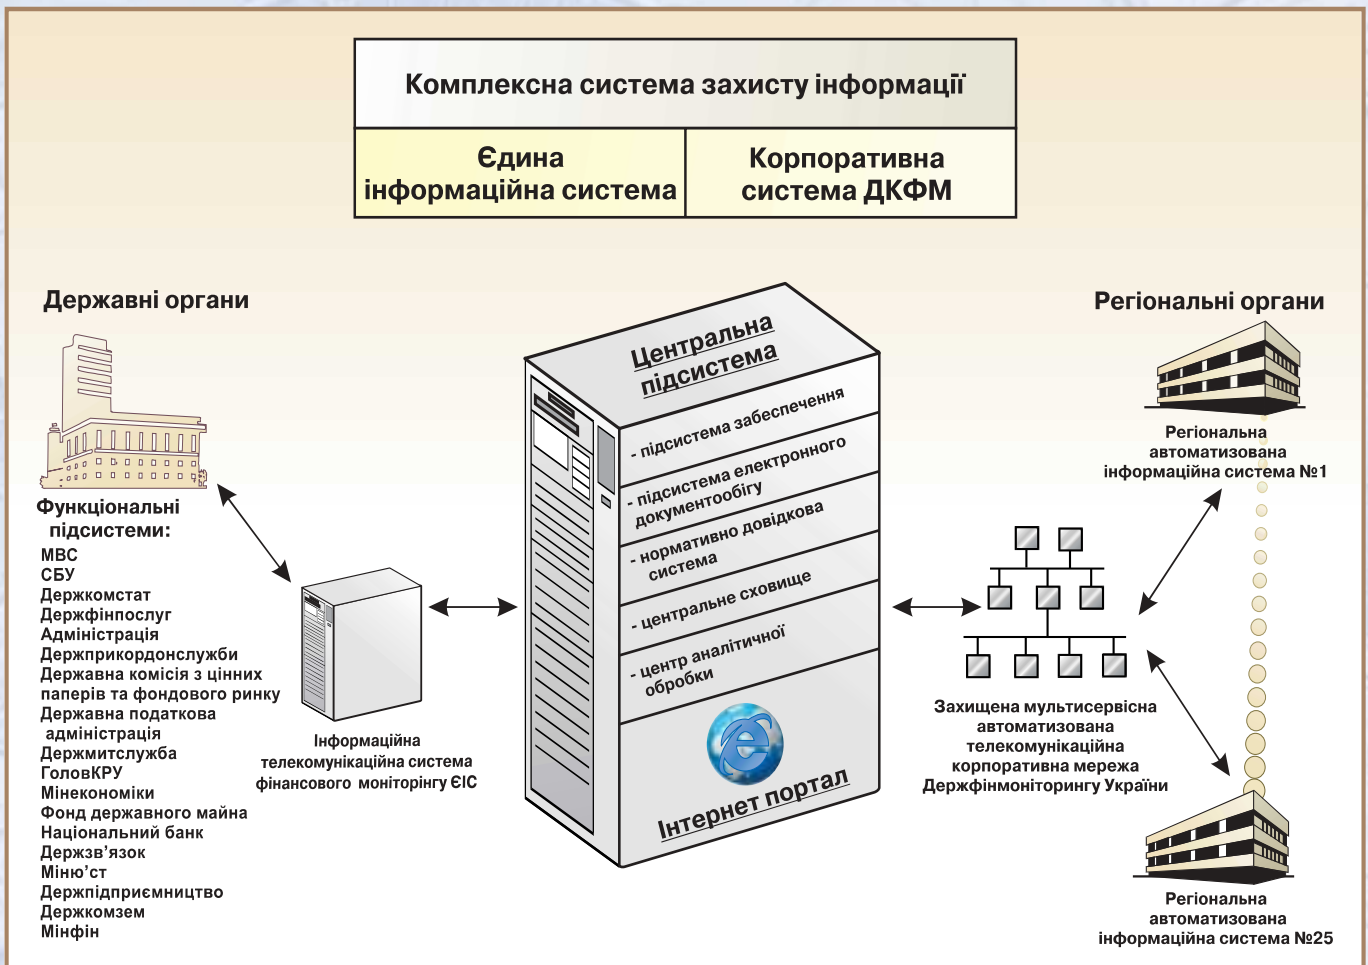 Комплексна система захисту інформації
Єдина
інформаційна система
Корпоративна
система ДКФМ
Державні органи
Функціональні
підсистеми:
МВС
СБУ
Держкомстат
Держфінпослуг
Адміністрація
Держприкордонслужби
Державна комісія з цінних
паперів та фондового ринку
Державна податкова
адміністрація
Держмитслужба
ГоловКРУ
Мінекономіки
Фонд державного майна
Національний банк
Держзв’язок
Міню’ст
Держпідприємництво
Держкомзем
Мінфін
Інформаційна
телекомунікаційна система
фінансового моніторінгу ЄІС
Центральна
підсистема
- підсистема забеспечення
- підсистема електронного
документообігу
- нормативно довідкова
система
- центральне сховище
- центр аналітичної
обробки
Інтернет портал
Захищена мультисервісна
автоматизована
телекомунікаційна
корпоративна мережа
Держфінмоніторингу України
Регіональні органи
Регіональна
автоматизована
інформаційна система №1
Регіональна
автоматизована
інформаційна система №25